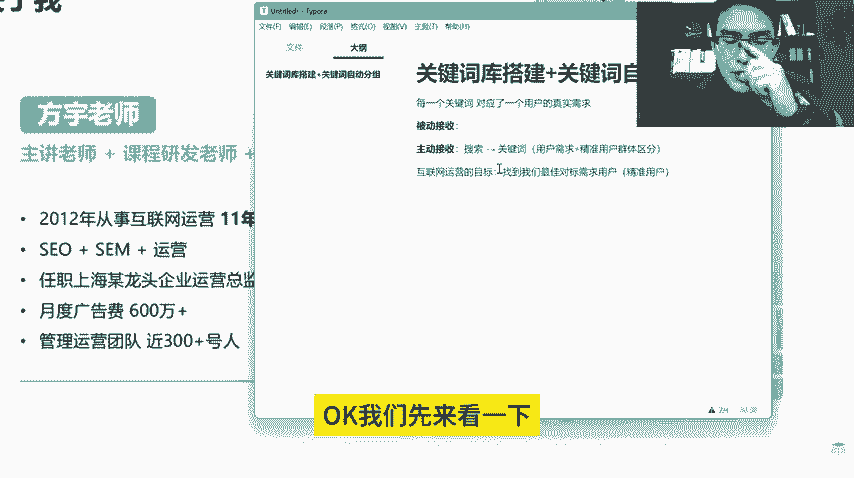 于我
方宇老师
主讲老师 + 课程研发老师 +
• 2012年从事互联网运营 11年
• SEO + SEM + 运营
• 任职上海某龙头企业运营总监
• 月度广告费 600万+
• 管理运营团队 近300+号人
Untitled - Typora
文件(F) 编辑(E) 段落(P) 格式(O) 视图(V) 主题(T) 帮助(H)
文件 大纲
关键词库搭建+关键词自动分组
关键词库搭建+关键词自
每一个关键词 对应了一个用户的真实需求
被动接收：
主动接收：搜索 -→ 关键词（用户需求+精准用户群体区分）
互联网运营的目标：找到我们最佳对标需求用户（精准用户）
OK我们先来看一下